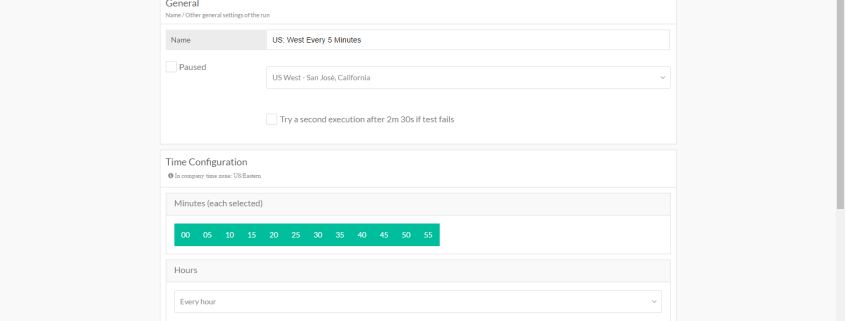 General
Name / Other general settings of the run
Name
US: West Every 5 Minutes
Paused
US West - San José, California
Try a second execution after 2m 30s if test fails
Time Configuration
In company time zone: US/Eastern
Minutes (each selected)
00 05 10 15 20 25 30 35 40 45 50 55
Hours
Every hour